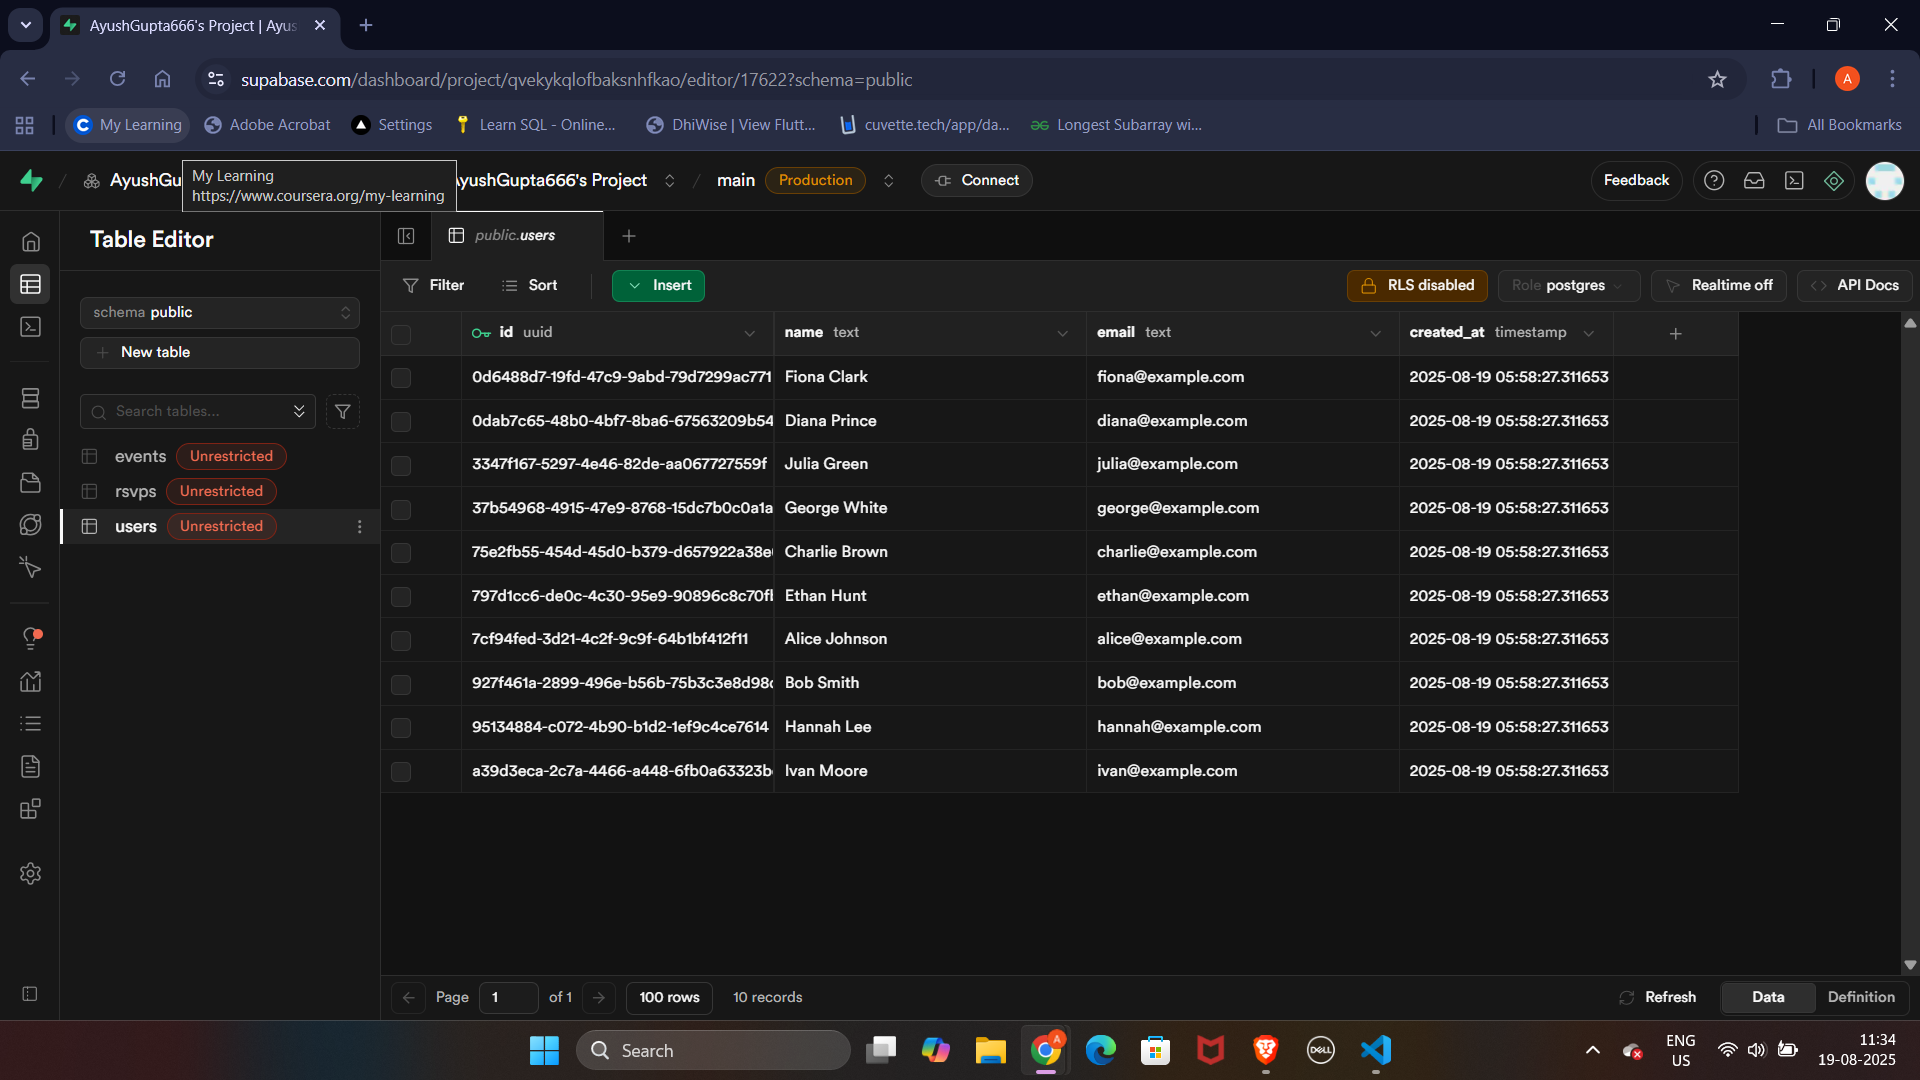 AyushGupta666's Project | Ayus
supabase.com/dashboard/project/qvekykqlofbaksnhfkao/editor/17622?schema=public
A
My Learning
Adobe Acrobat
Settings
Learn SQL - Online...
DhiWise | View Flutt...
cuvette.tech/app/da...
Longest Subarray wi...
All Bookmarks
AyushGu
My Learning
https://www.coursera.org/my-learning
yushGupta666's Project
main
Production
Connect
Feedback
Table Editor
public.users
Filter
Sort
Insert
RLS disabled
Role postgres
Realtime off
API Docs
schema public
New table
Search tables...
events Unrestricted
rsvps Unrestricted
users Unrestricted
id uuid name text email text created_at timestamp
0d6488d7-19fd-47c9-9abd-79d7299ac771 Fiona Clark fiona@example.com 2025-08-19 05:58:27.311653
0dab7c65-48b0-4bf7-8ba6-67563209b54 Diana Prince diana@example.com 2025-08-19 05:58:27.311653
3347f167-5297-4e46-82de-aa067727559f Julia Green julia@example.com 2025-08-19 05:58:27.311653
37b54968-4915-47e9-8768-15dc7b0c0a1a George White george@example.com 2025-08-19 05:58:27.311653
75e2fb55-454d-45d0-b379-d657922a38e Charlie Brown charlie@example.com 2025-08-19 05:58:27.311653
797d1cc6-de0c-4c30-95e9-90896c8c70f Ethan Hunt ethan@example.com 2025-08-19 05:58:27.311653
7cf94fed-3d21-4c2f-9c9f-64b1bf412f11 Alice Johnson alice@example.com 2025-08-19 05:58:27.311653
927f461a-2899-496e-b56b-75b3c3e8d98 Bob Smith bob@example.com 2025-08-19 05:58:27.311653
95134884-c072-4b90-b1d2-1ef9c4ce7614 Hannah Lee hannah@example.com 2025-08-19 05:58:27.311653
a39d3eca-2c7a-4466-a448-6fb0a63323b Ivan Moore ivan@example.com 2025-08-19 05:58:27.311653
Page 1 of 1
100 rows
10 records
Refresh
Data
Definition
Search
A
DELL
ENG
US
11:34
19-08-2025